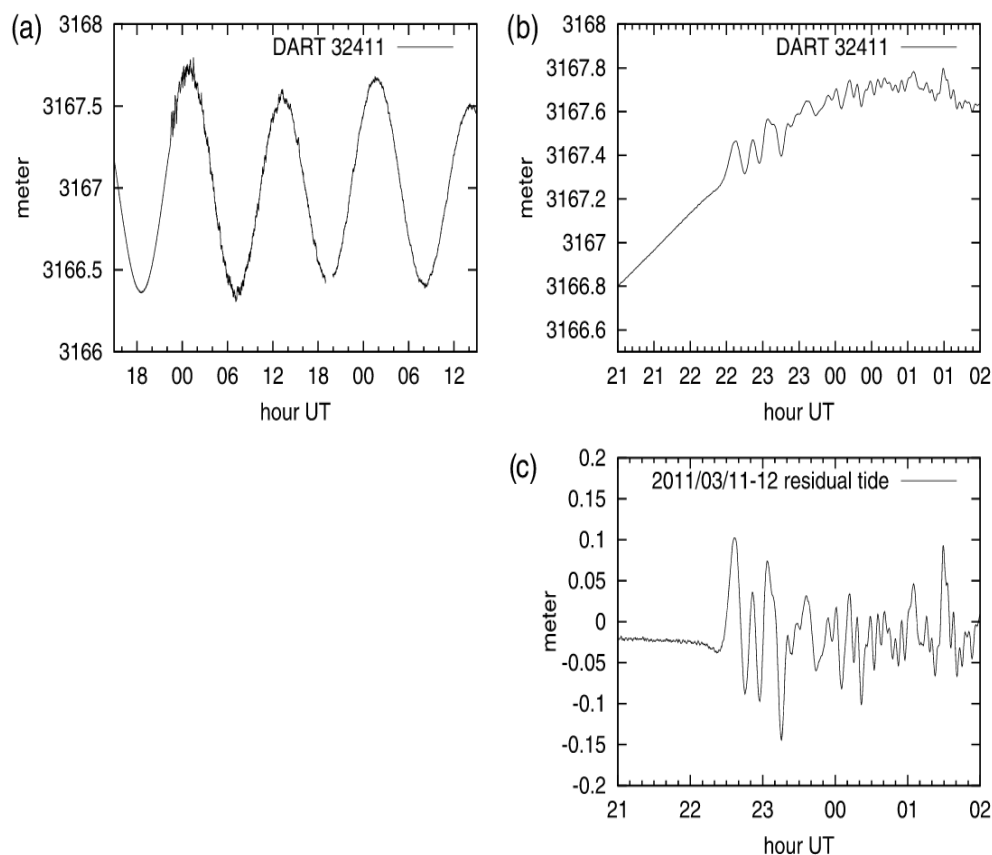 (a)
DART 32411
3168
3167.5
3167
3166.5
3166
meter
18 00 06 12 18 00 06 12
hour UT
(b)
DART 32411
3168
3167.8
3167.6
3167.4
3167.2
3167
3166.8
3166.6
meter
21 21 22 22 23 23 00 00 01 01 02
hour UT
(c)
2011/03/11-12 residual tide
0.2
0.15
0.1
0.05
0
-0.05
-0.1
-0.15
-0.2
meter
21 22 23 00 01 02
hour UT